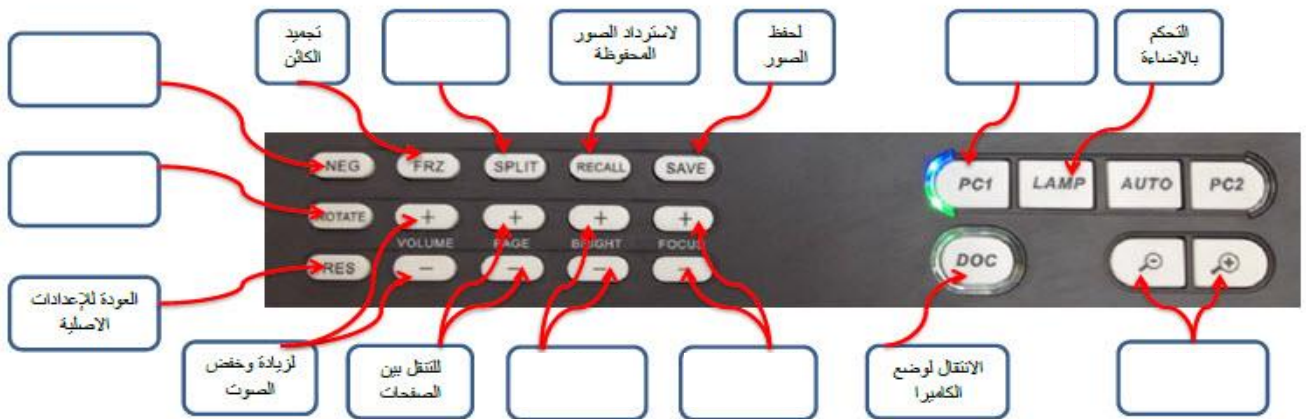 تجميد
الكائن
لاسترداد الصور
المحفوظة
لحفظ
الصور
التحكم
بالاضاءة
NEG
FRZ
SPLIT
RECALL
SAVE
PC1
LAMP
AUTO
PC2
ROTATE
+
+
+
+
VOLUME
PAGE
BRIGHT
FOCUS
RES
−
−
−
−
DOC
العودة للإعدادات
الاصلية
لزيادة وخفض
الصوت
للتنقل بين
الصفحات
الانتقال لوضع
الكاميرا